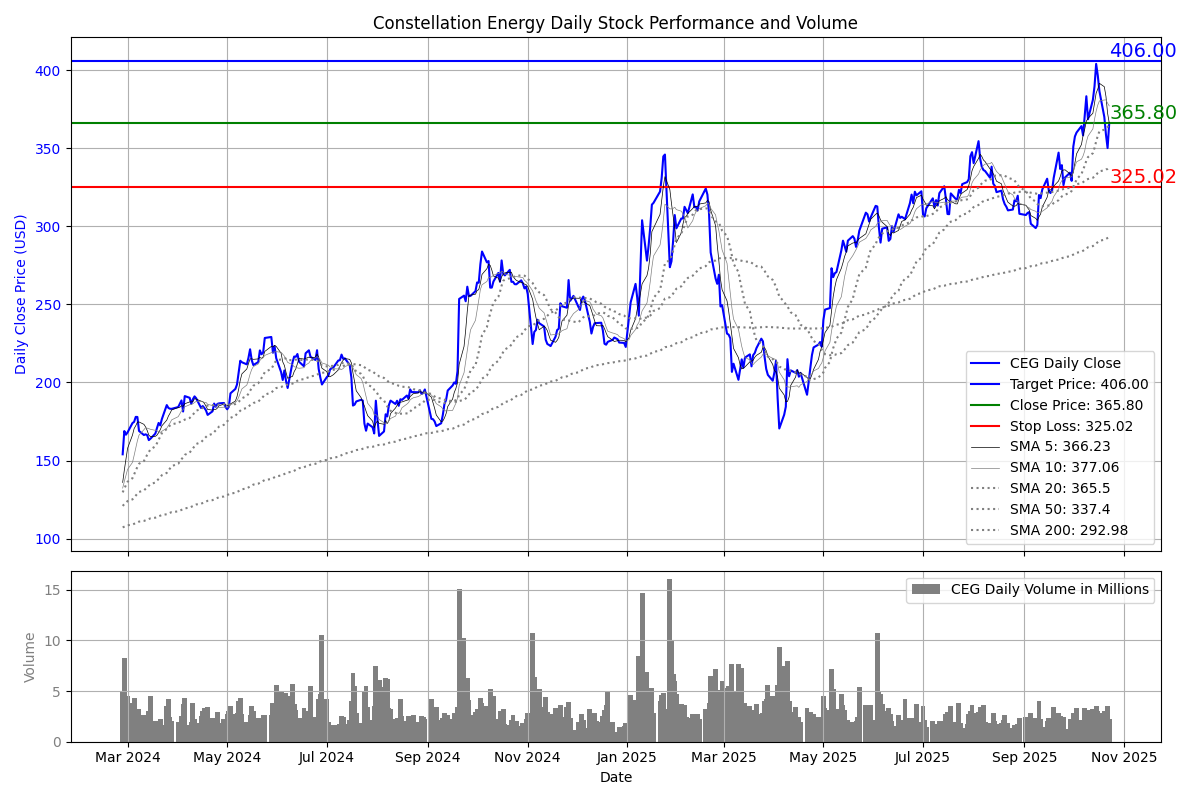 Constellation Energy Daily Stock Performance and Volume
Daily Close Price (USD)
400
350
300
250
200
150
100
406.00
365.80
325.02
CEG Daily Close
Target Price: 406.00
Close Price: 365.80
Stop Loss: 325.02
SMA 5: 366.23
SMA 10: 377.06
SMA 20: 365.5
SMA 50: 337.4
SMA 200: 292.98
Volume
15
10
5
0
CEG Daily Volume in Millions
Mar 2024 May 2024 Jul 2024 Sep 2024 Nov 2024 Jan 2025 Mar 2025 May 2025 Jul 2025 Sep 2025 Nov 2025
Date